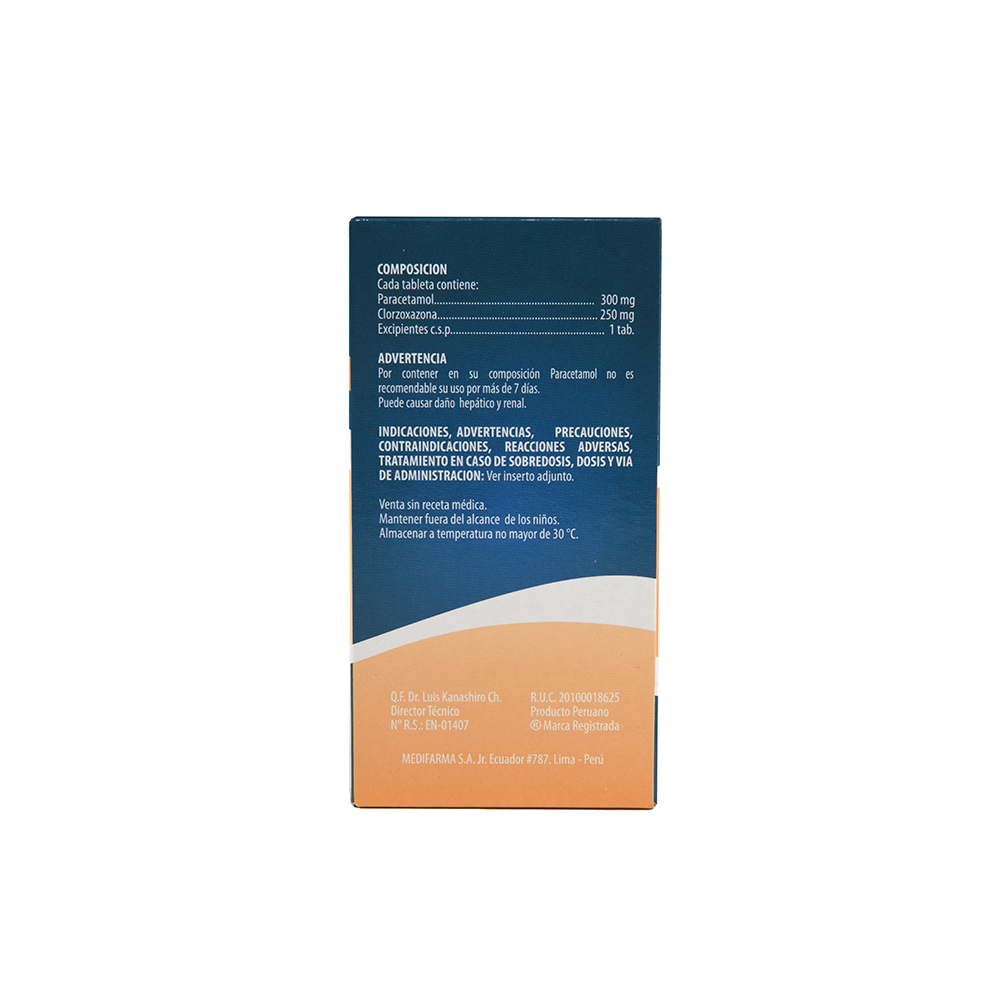 COMPOSICION
Cada tableta contiene:
Paracetamol.................................................. 300 mg
Clorzoxazona.................................................. 250 mg
Excipientes c.s.p.................................................. 1 tab.
ADVERTENCIA
Por contener en su composición Paracetamol no es
recomendable su uso por más de 7 días.
Puede causar daño hepático y renal.
INDICACIONES, ADVERTENCIAS, PRECAUCIONES,
CONTRAINDICACIONES, REACCIONES ADVERSAS,
TRATAMIENTO EN CASO DE SOBREDOSIS, DOSIS Y VIA
DE ADMINISTRACION: Ver inserto adjunto.
Venta sin receta médica.
Mantener fuera del alcance de los niños.
Almacenar a temperatura no mayor de 30 °C.
Q.F. Dr. Luis Kanashiro Ch.
Director Técnico
N° R.S.: EN-01407
R.U.C. 20100018625
Producto Peruano
® Marca Registrada
MEDIFARMA S.A. Jr. Ecuador #787. Lima - Perú